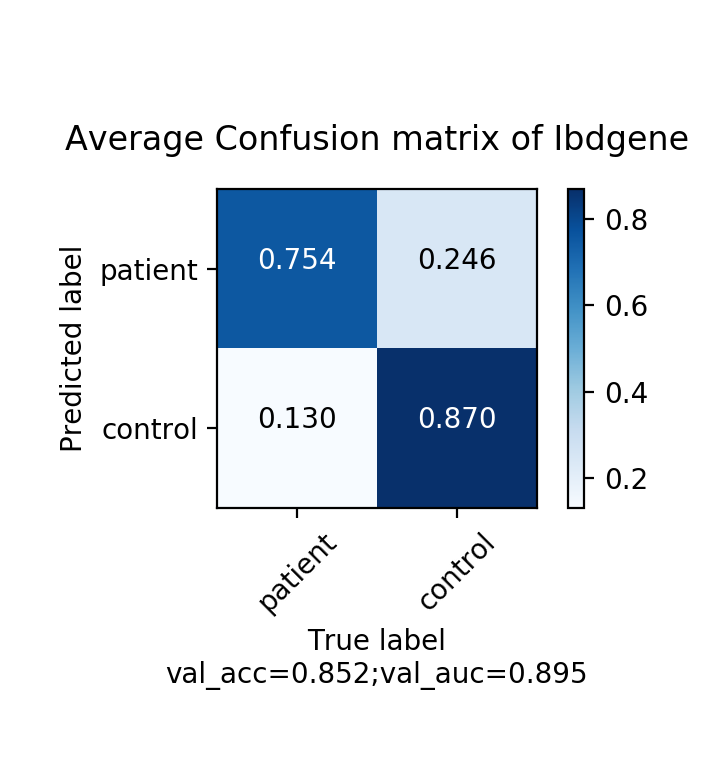 Average Confusion matrix of Ibdgene
Predicted label
patient
0.754
0.246
control
0.130
0.870
0.8
0.6
0.4
0.2
patient
control
True label
val_acc=0.852;val_auc=0.895